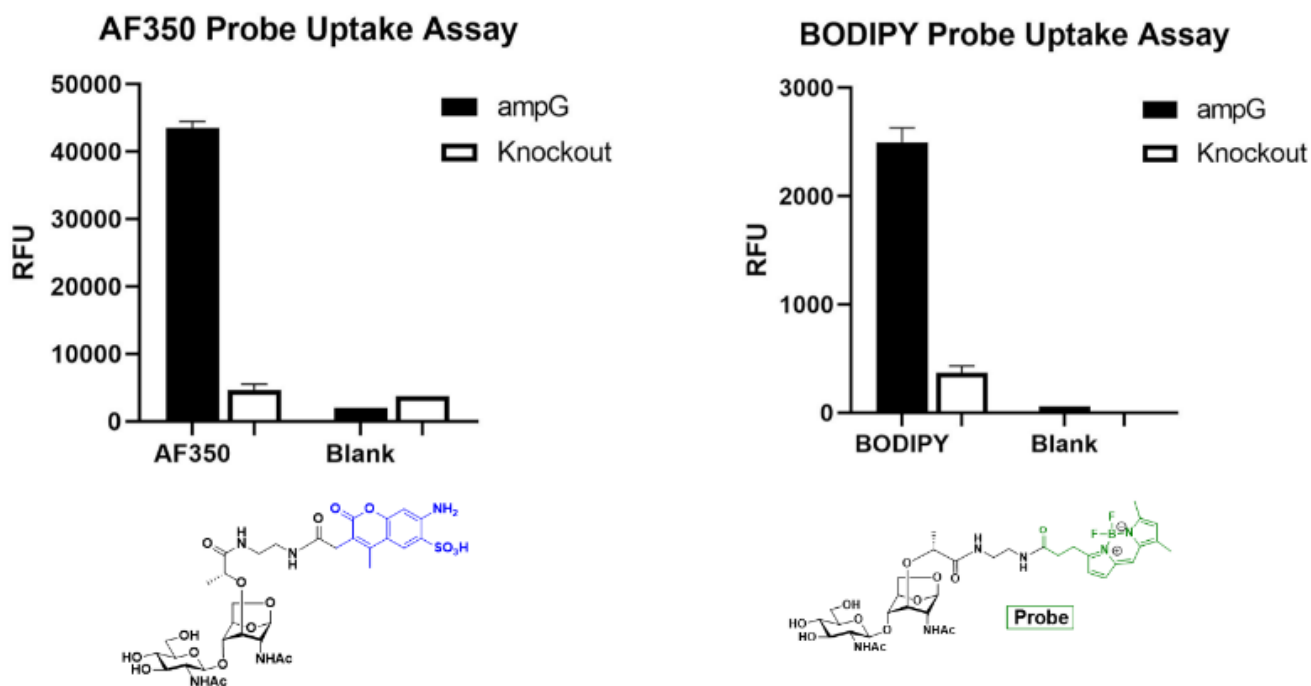 AF350 Probe Uptake Assay
50000
40000
30000
20000
10000
0
RFU
ampG
Knockout
AF350
Blank
O
O
NH₂
SO₃H
O
H
N
N
H
O
O
O
O
OH
HO
HO
O
O
NHAc
NHAc
BODIPY Probe Uptake Assay
3000
2000
1000
0
RFU
ampG
Knockout
BODIPY
Blank
F
F
B
⊖
N
N
⊕
O
H
N
N
H
O
O
O
O
OH
HO
HO
O
O
NHAc
NHAc
Probe